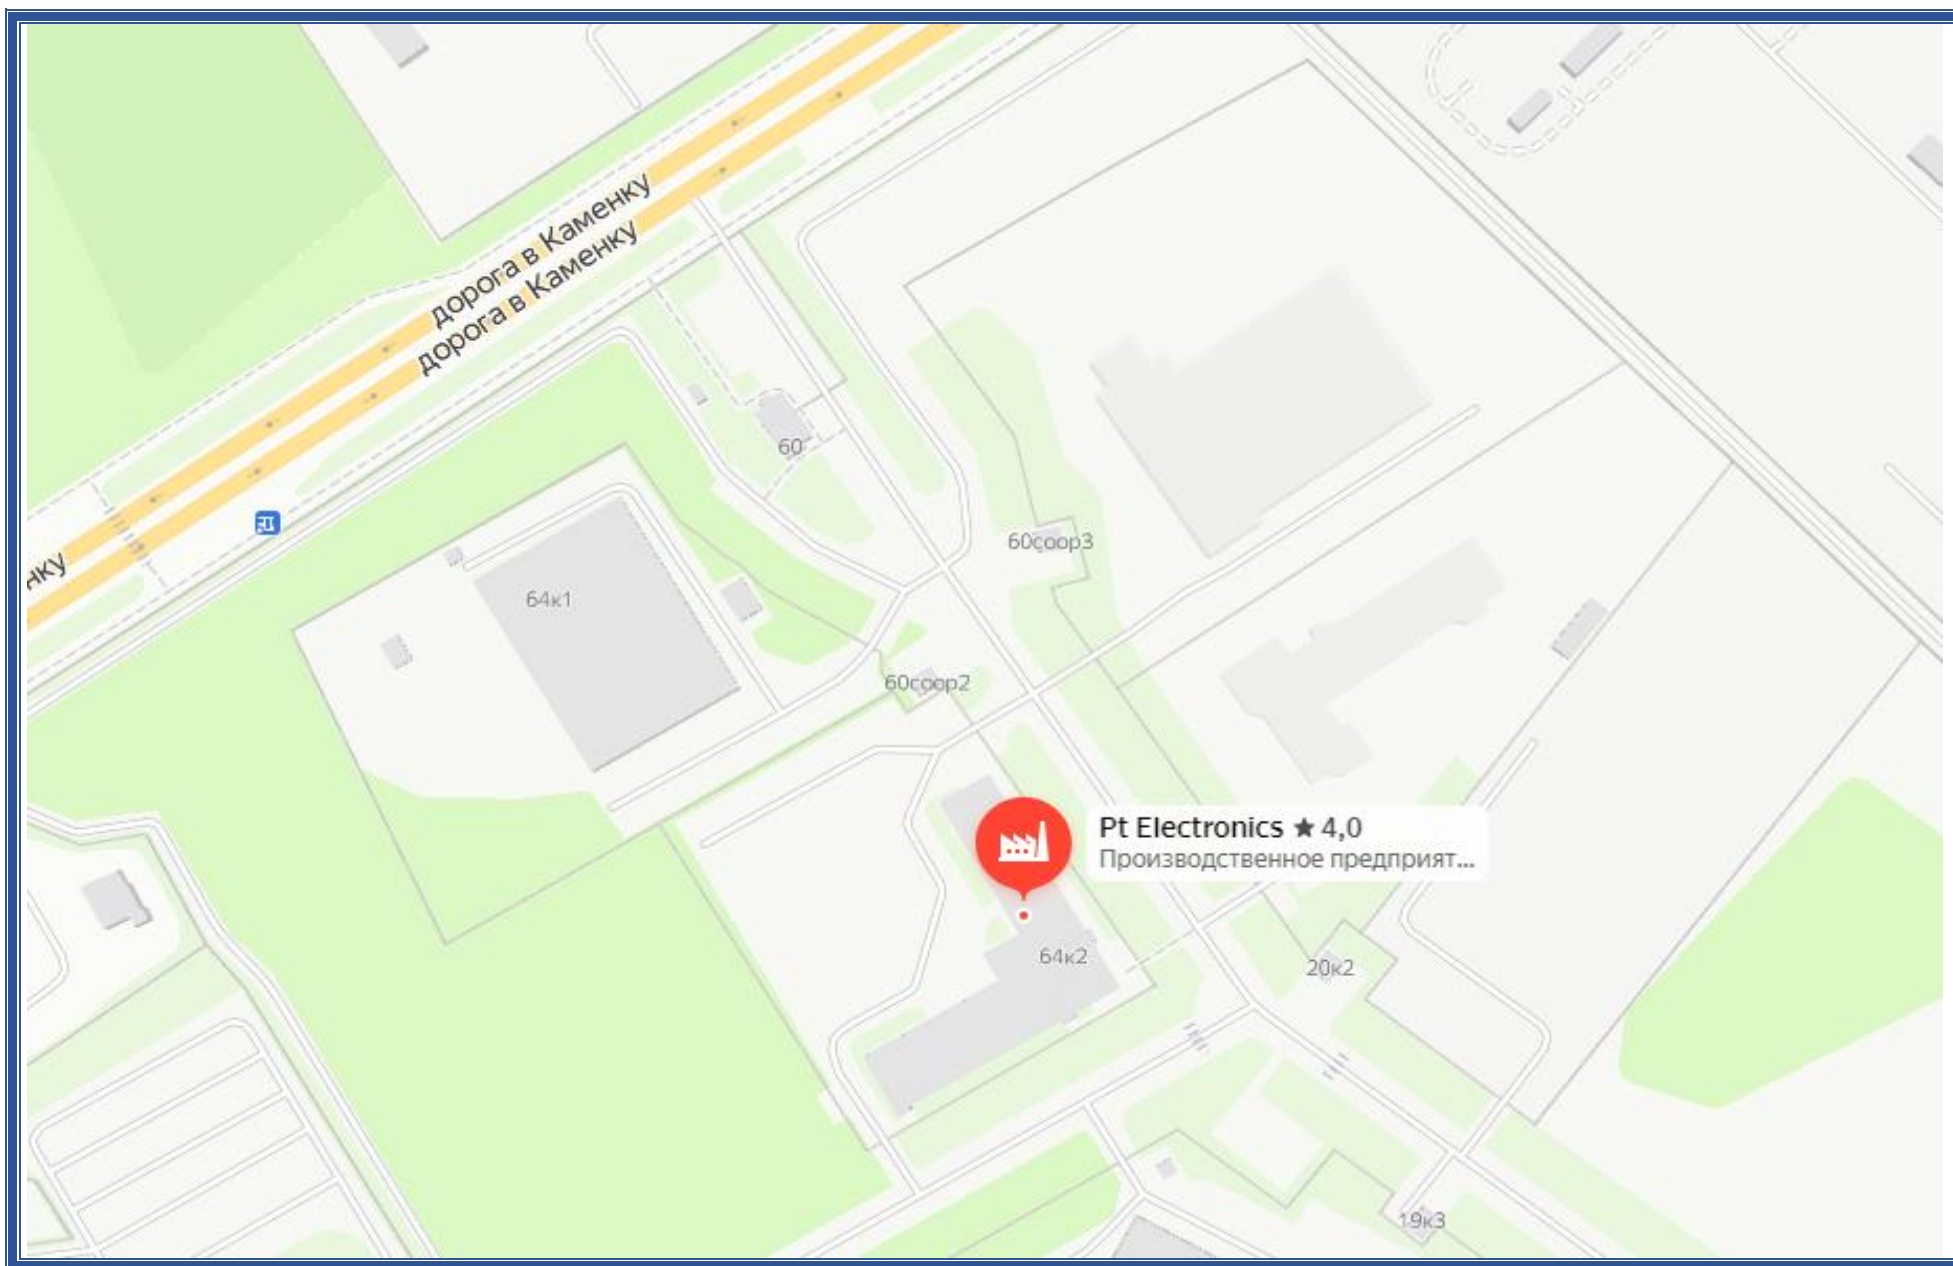 дорога в Каменку
дорога в Каменку
60
60соор3
нку
64к1
60соор2
Pt Electronics ★ 4,0
Производственное предприят...
64к2
20к2
19к3